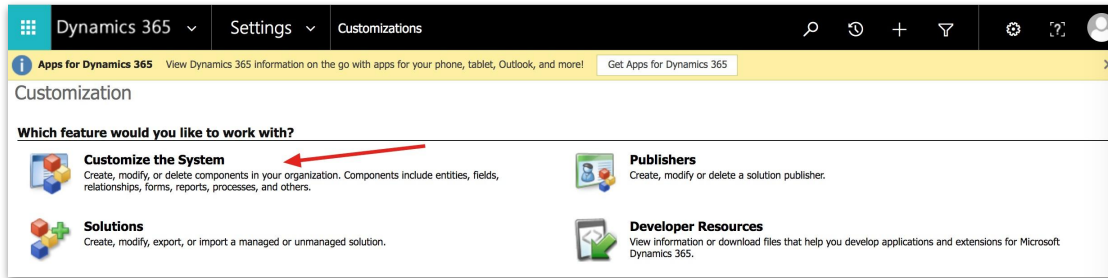 Dynamics 365 Settings Customizations
Apps for Dynamics 365 View Dynamics 365 information on the go with apps for your phone, tablet, Outlook, and more! Get Apps for Dynamics 365
Customization
Which feature would you like to work with?
Customize the System
Create, modify, or delete components in your organization. Components include entities, fields,
relationships, forms, reports, processes, and others.
Publishers
Create, modify or delete a solution publisher.
Solutions
Create, modify, export, or import a managed or unmanaged solution.
Developer Resources
View information or download files that help you develop applications and extensions for Microsoft
Dynamics 365.